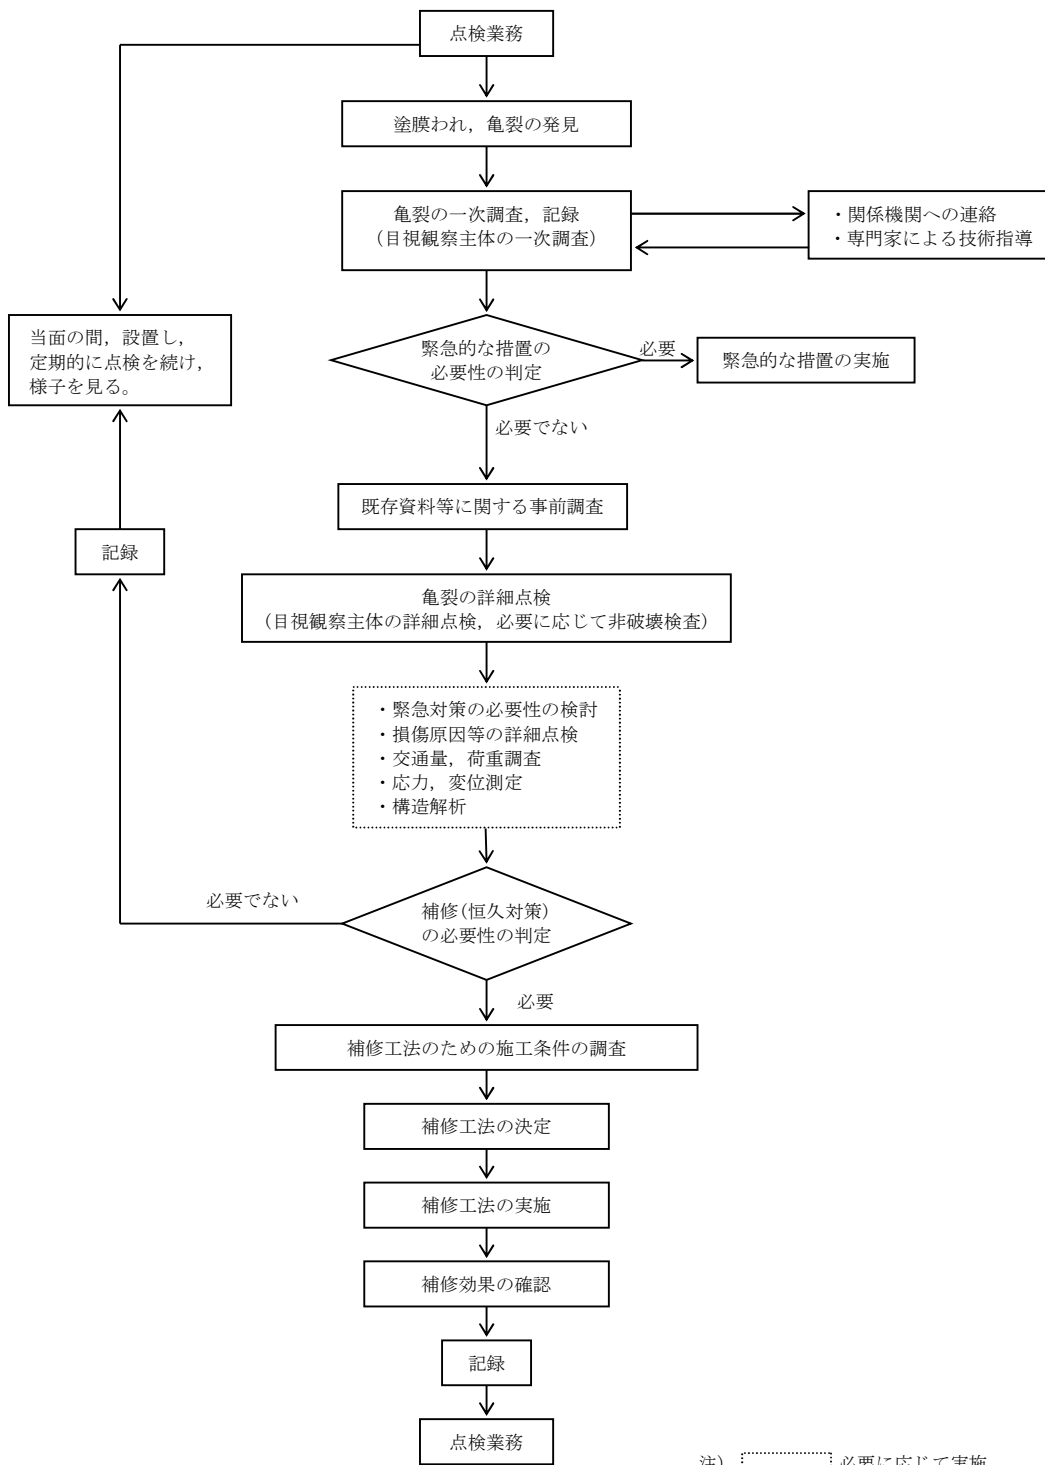 点検業務
塗膜われ，亀裂の発見
亀裂の一次調査，記録
（目視観察主体の一次調査）
・関係機関への連絡
・専門家による技術指導
当面の間，設置し，
定期的に点検を続け，
様子を見る。
緊急的な措置の
必要性の判定
必要
緊急的な措置の実施
必要でない
既存資料等に関する事前調査
記録
亀裂の詳細点検
（目視観察主体の詳細点検，必要に応じて非破壊検査）
・緊急対策の必要性の検討
・損傷原因等の詳細点検
・交通量，荷重調査
・応力，変位測定
・構造解析
必要でない
補修（恒久対策）
の必要性の判定
必要
補修工法のための施工条件の調査
補修工法の決定
補修工法の実施
補修効果の確認
記録
点検業務
注） 必要に応じて実施